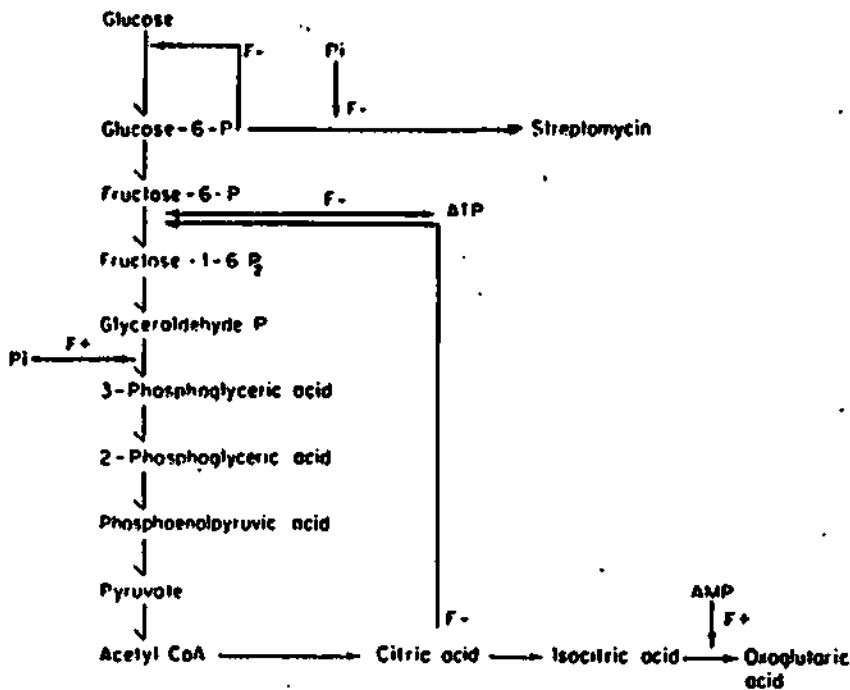 Glucose
F-
Pi
F-
Glucose-6-P
Streptomycin
Fructose-6-P
F-
ATP
Fructose-1-6 P2
Glyceraldehyde P
Pi
F+
3-Phosphoglyceric acid
2-Phosphoglyceric acid
Phosphoenolpyruvic acid
Pyruvate
AMP
F-
F+
Acetyl CoA
Citric acid
Isocitric acid
Oxoglutaric
acid